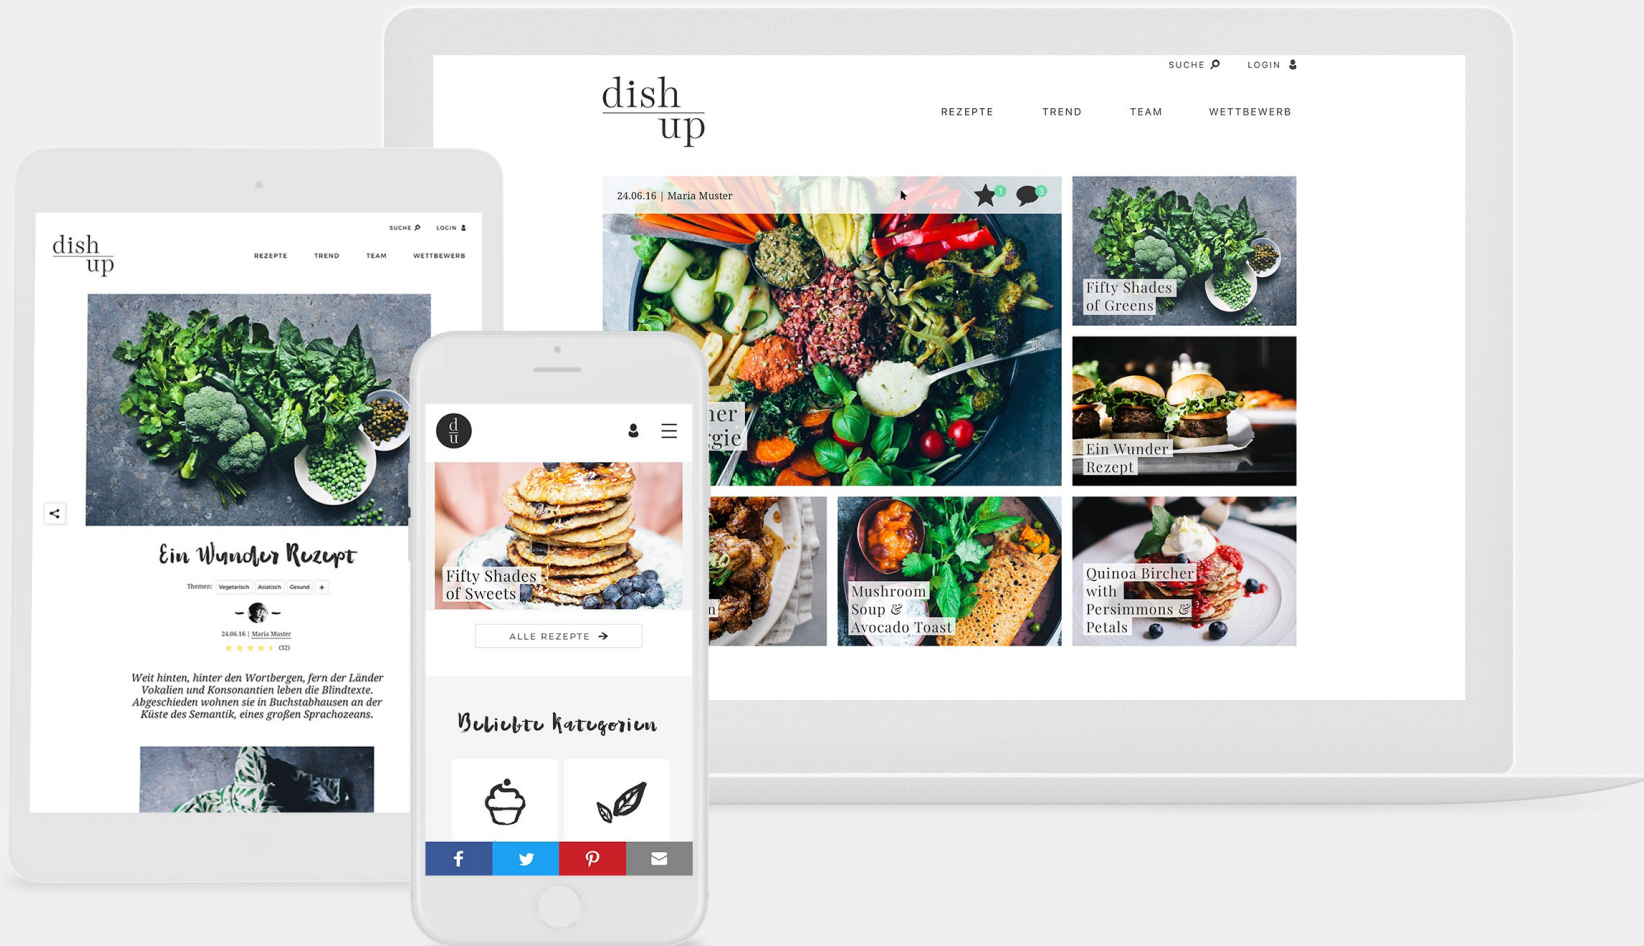 dish
up
SUCHE
LOGIN
REZEPTE
TREND
TEAM
WETTBEWERB
24.06.16 | Maria Muster
1
3
Fifty Shades
of Greens
Ein Wunder
Rezept
Mushroom
Soup &
Avocado Toast
Quinoa Bircher
with
Persimmons &
Petals
dish
up
SUCHE
LOGIN
REZEPTE
TREND
TEAM
WETTBEWERB
Ein Wunder Rezept
Themen: Vegetarisch Asiatisch Gesund +
24.06.16 | Maria Muster
(32)
Weit hinten, hinter den Wortbergen, fern der Länder
Vokalien und Konsonantien leben die Blindtexte.
Abgeschieden wohnen sie in Buchstabhausen an der
Küste des Semantik, eines großen Sprachozeans.
d
u
Fifty Shades
of Sweets
ALLE REZEPTE
Beliebte Kategorien